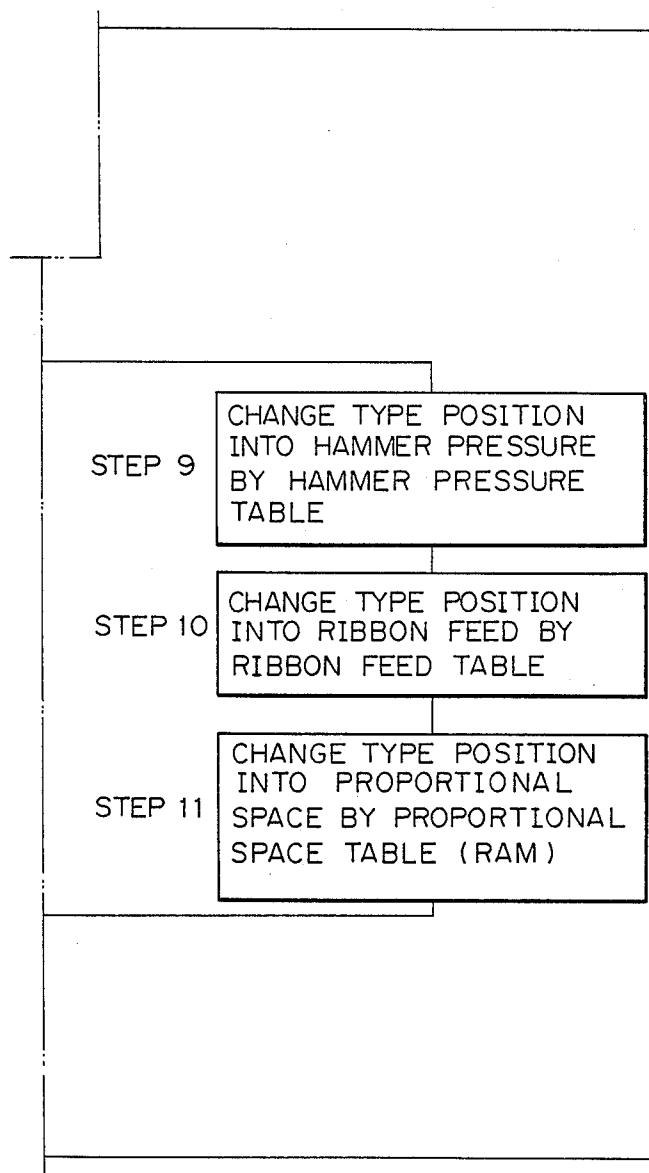 STEP 9
CHANGE TYPE POSITION
INTO HAMMER PRESSURE
BY HAMMER PRESSURE
TABLE
STEP 10
CHANGE TYPE POSITION
INTO RIBBON FEED BY
RIBBON FEED TABLE
STEP 11
CHANGE TYPE POSITION
INTO PROPORTIONAL
SPACE BY PROPORTIONAL
SPACE TABLE (RAM)